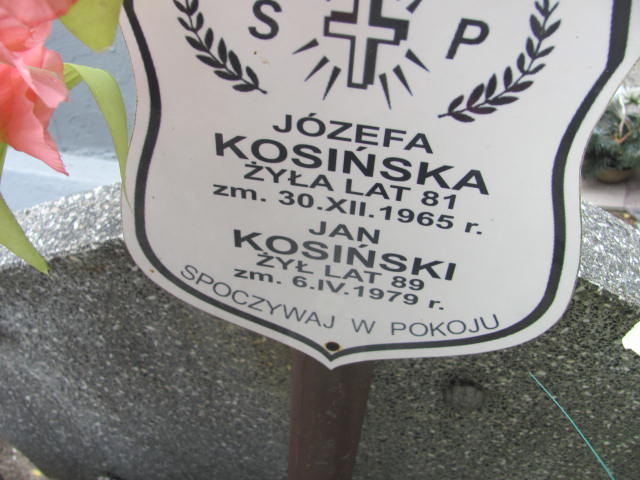 S P
JÓZEFA
KOSIŃSKA
ŻYŁA LAT 81
zm. 30.XII.1965 r.
JAN
KOSIŃSKI
ŻYŁ LAT 89
zm. 6.IV.1979 r.
SPOCZYWAJ W POKOJU